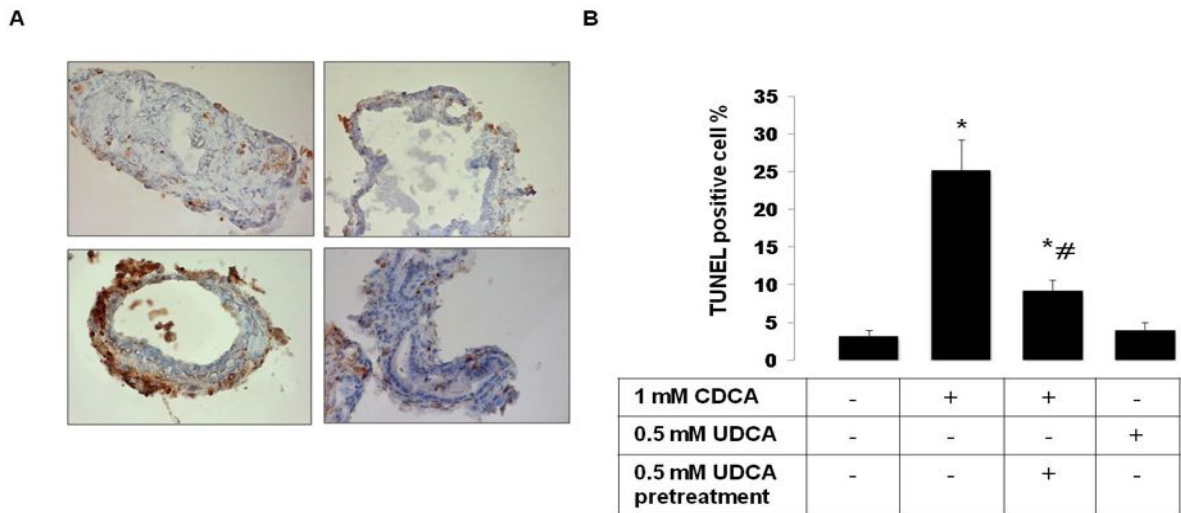 A
B
TUNEL positive cell %
35
30
25
20
15
10
5
0
*
*#
1 mM CDCA - + + -
0.5 mM UDCA - - - +
0.5 mM UDCA
pretreatment - - + -